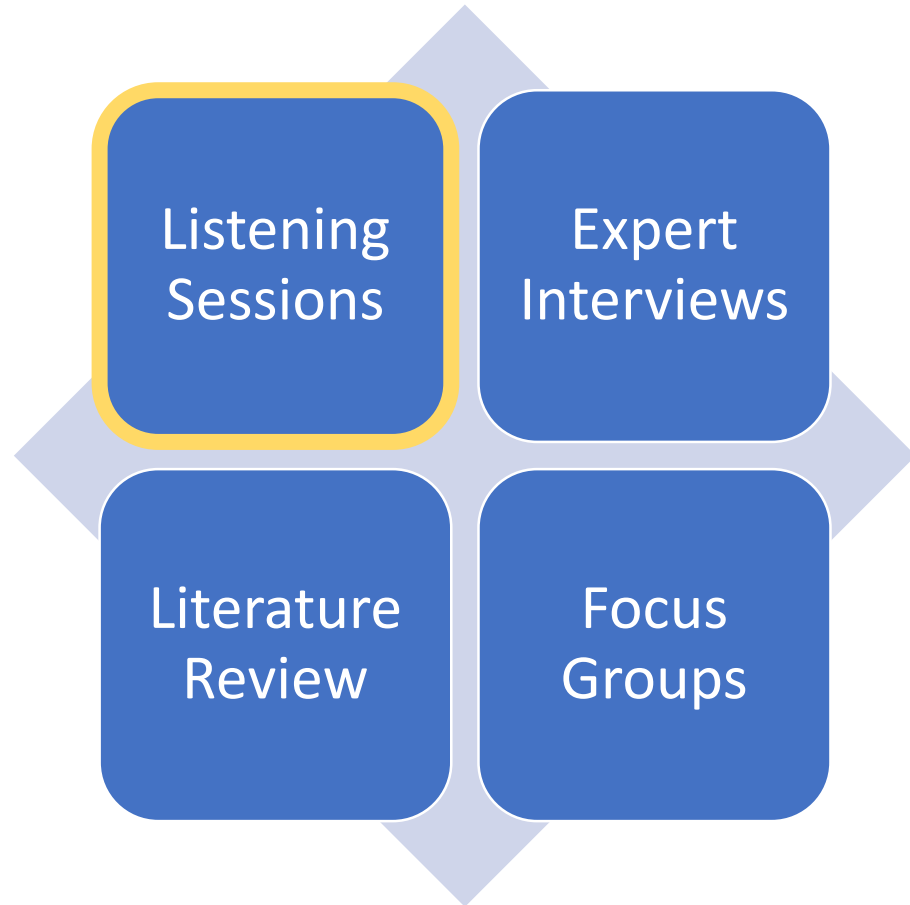 Listening
Sessions
Expert
Interviews
Literature
Review
Focus
Groups